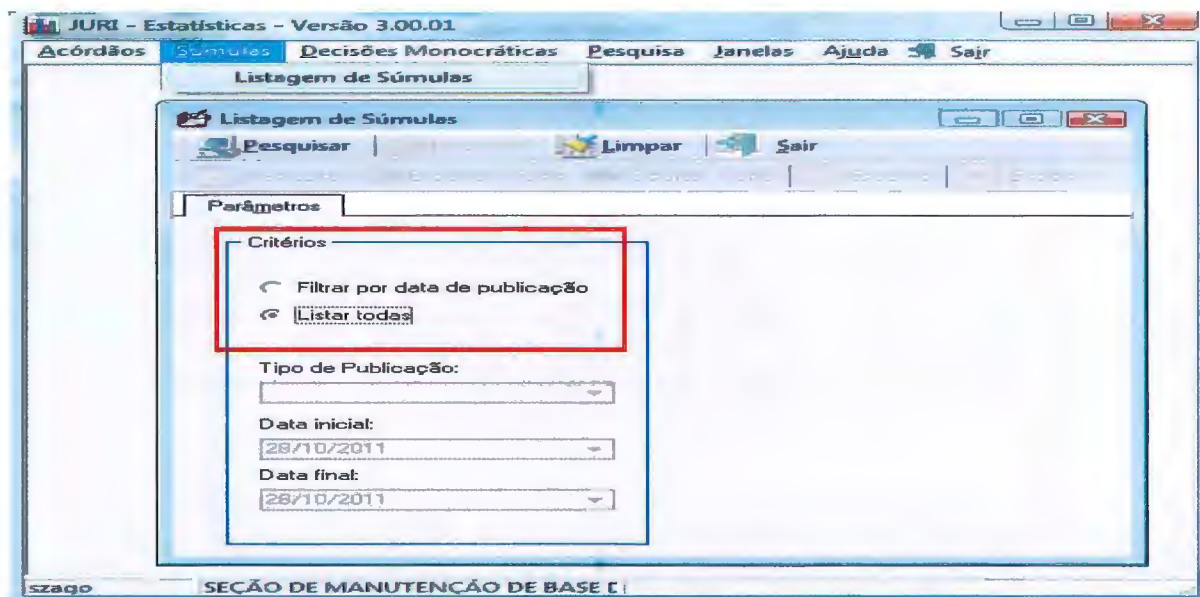 JURI - Estatísticas - Versão 3.00.01
Acórdãos Súmulas Decisões Monocráticas Pesquisa Janelas Ajuda Sair
Listagem de Súmulas
Listagem de Súmulas
Pesquisar Limpar Sair
Parâmetros
Critérios
Filtrar por data de publicação
Listar todas
Tipo de Publicação:
Data inicial:
28/10/2011
Data final:
28/10/2011
szago SEÇÃO DE MANUTENÇÃO DE BASE D